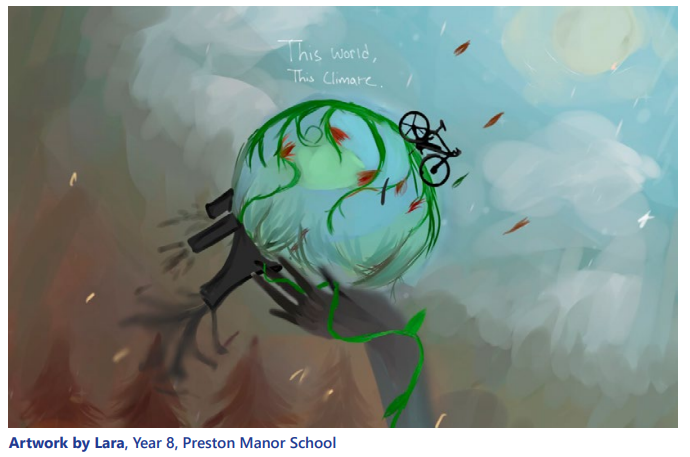 This World,
This Climate.
Artwork by Lara, Year 8, Preston Manor School